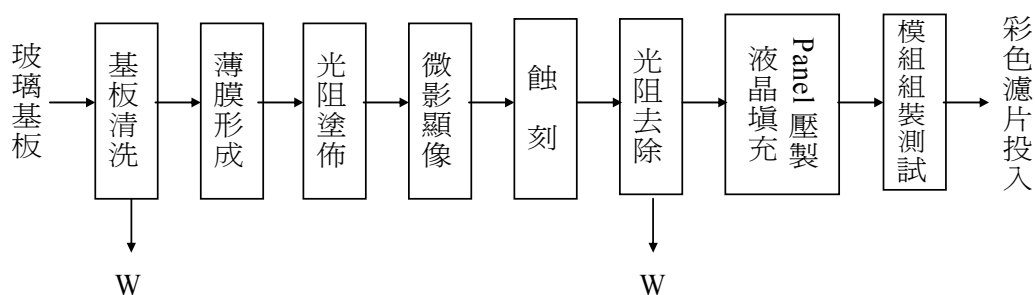 玻璃基板
基板清洗
薄膜形成
光阻塗佈
微影顯像
蝕刻
光阻去除
Panel 壓製
液晶填充
模組組裝測試
彩色濾片投入
W
W